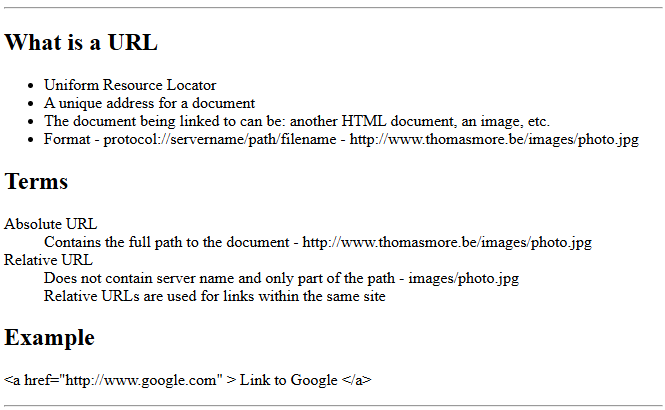 What is a URL
• Uniform Resource Locator
• A unique address for a document
• The document being linked to can be: another HTML document, an image, etc.
• Format - protocol://servername/path/filename - http://www.thomasmore.be/images/photo.jpg
Terms
Absolute URL
Contains the full path to the document - http://www.thomasmore.be/images/photo.jpg
Relative URL
Does not contain server name and only part of the path - images/photo.jpg
Relative URLs are used for links within the same site
Example
<a href="http://www.google.com" > Link to Google </a>